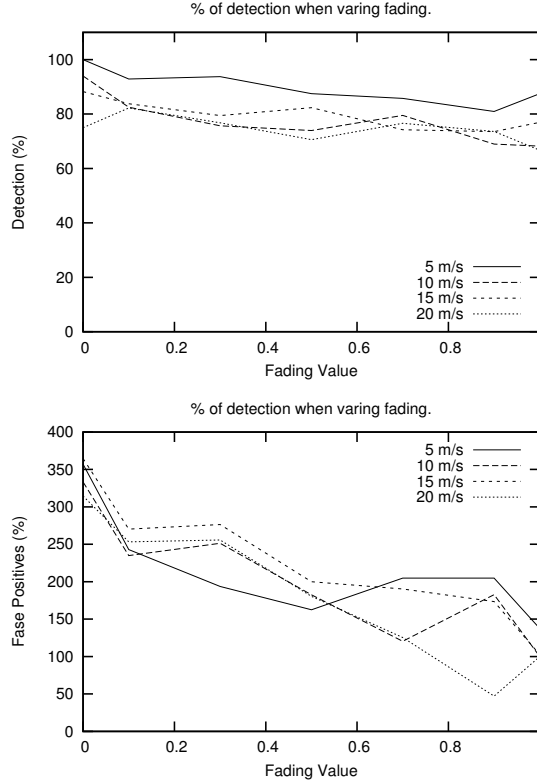 % of detection when varing fading.
100
80
60
40
20
0
Detection (%)
5 m/s
10 m/s
15 m/s
20 m/s
0 0.2 0.4 0.6 0.8
Fading Value
% of detection when varing fading.
400
350
300
250
200
150
100
50
0
Fase Positives (%)
5 m/s
10 m/s
15 m/s
20 m/s
0 0.2 0.4 0.6 0.8
Fading Value